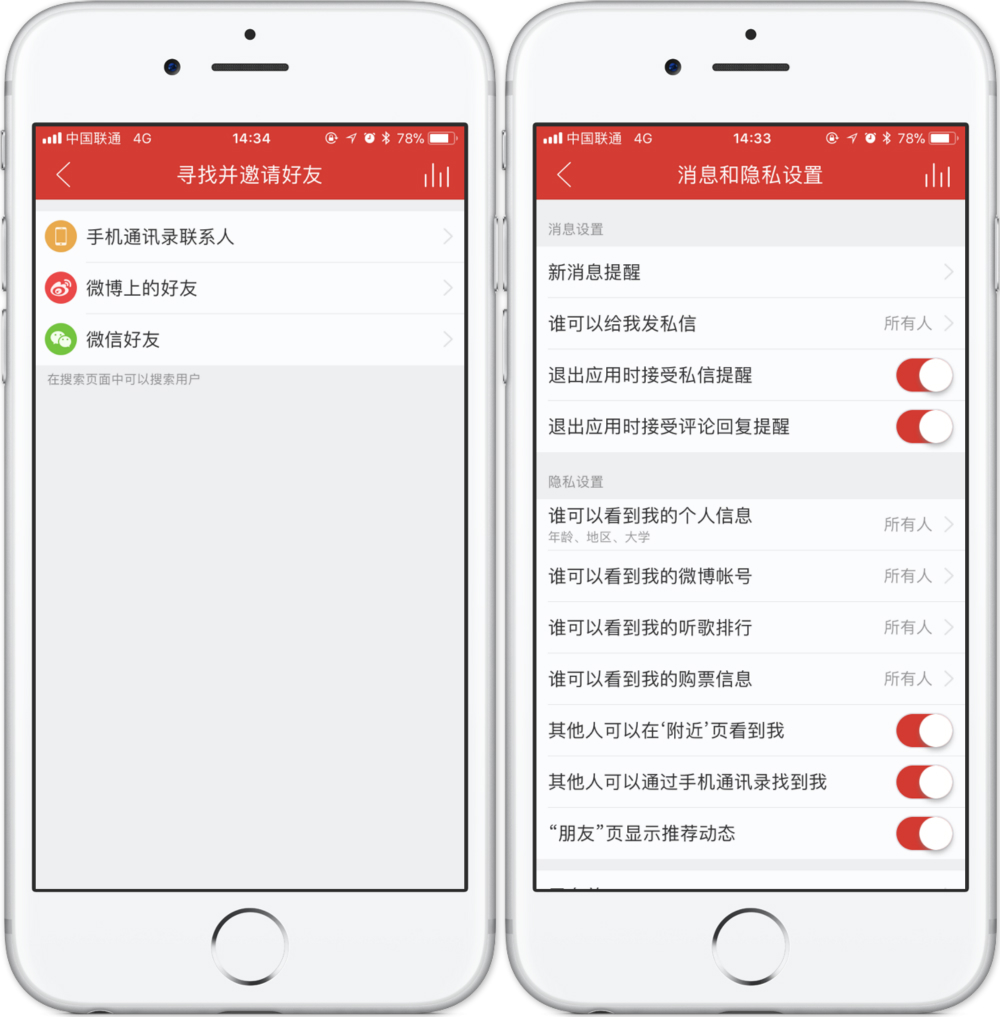 中国联通 4G 14:34 78%
寻找并邀请好友
手机通讯录联系人
微博上的好友
微信好友
在搜索页面中可以搜索用户
中国联通 4G 14:33 78%
消息和隐私设置
消息设置
新消息提醒
谁可以给我发私信 所有人
退出应用时接受私信提醒
退出应用时接受评论回复提醒
隐私设置
谁可以看到我的个人信息 所有人
年龄、地区、大学
谁可以看到我的微博帐号 所有人
谁可以看到我的听歌排行 所有人
谁可以看到我的购票信息 所有人
其他人可以在‘附近’页看到我
其他人可以通过手机通讯录找到我
“朋友”页显示推荐动态